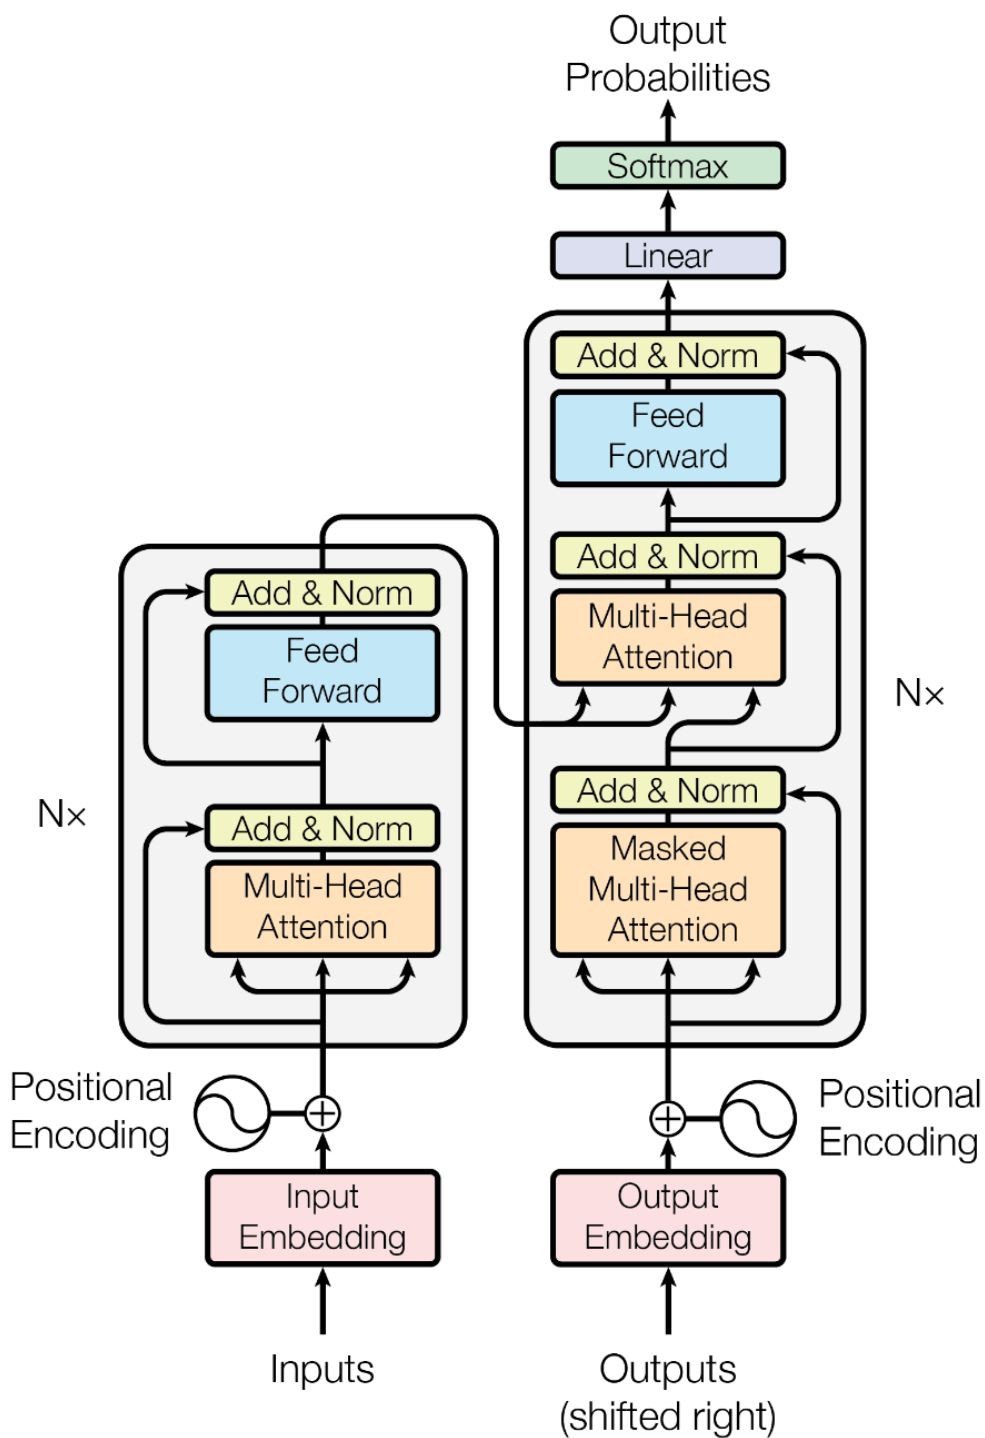 Output
Probabilities
Softmax
Linear
Add & Norm
Feed
Forward
Add & Norm
Multi-Head
Attention
Add & Norm
Masked
Multi-Head
Attention
N×
Add & Norm
Feed
Forward
Add & Norm
Multi-Head
Attention
N×
Positional
Encoding
Positional
Encoding
Input
Embedding
Output
Embedding
Inputs
Outputs
(shifted right)